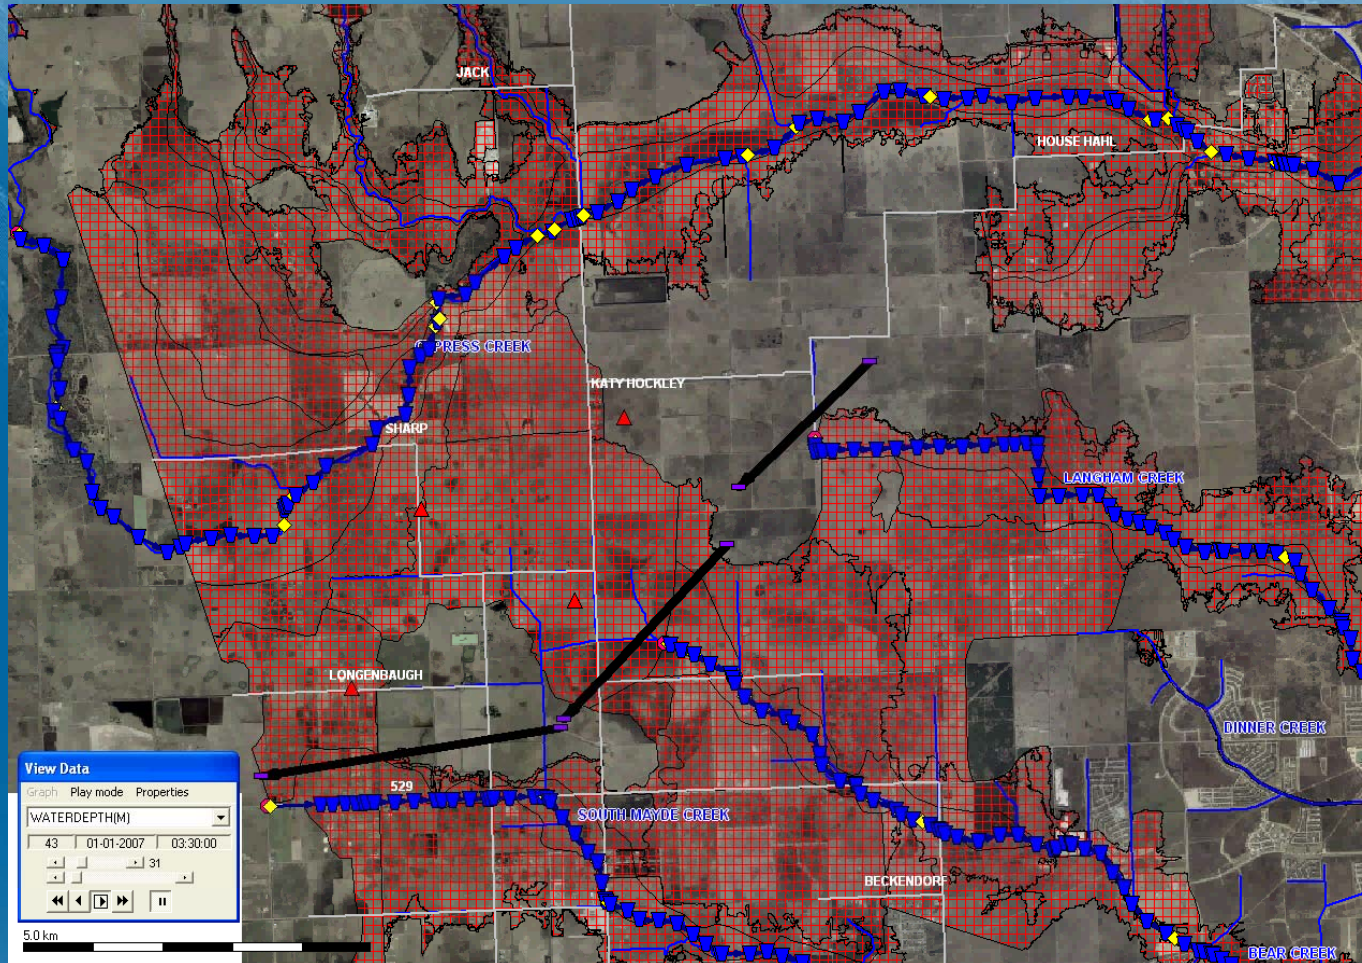 JACK
HOUSE HAHL
CYPRESS CREEK
KATY HOCKLEY
SHARP
LANGHAM CREEK
LONGENBAUGH
DINNER CREEK
View Data
Graph Play mode Properties
529
WATERDEPTH(M)
SOUTH MAYDE CREEK
43 01-01-2007 03:30:00
31
BECKENDORF
5.0 km
BEAR CREEK